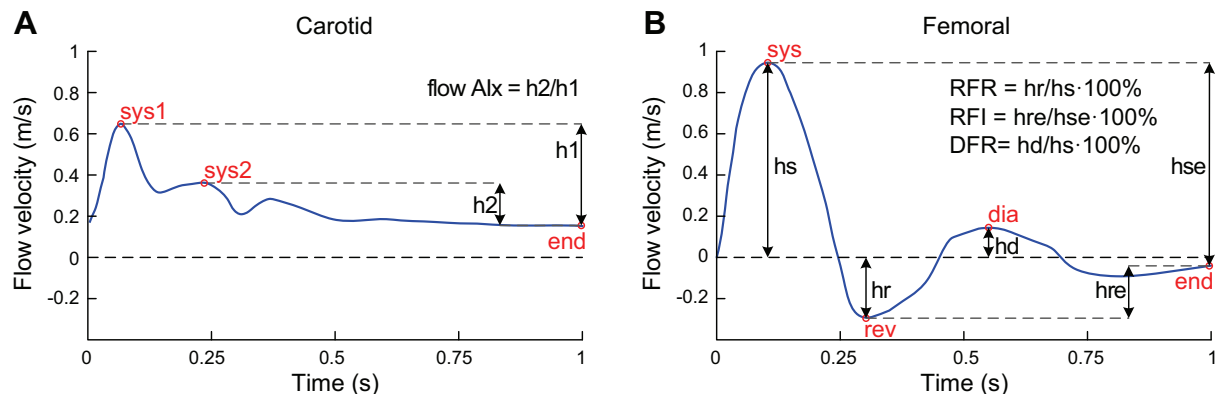 A
Carotid
Flow velocity (m/s)
1
0.8
0.6
0.4
0.2
0
-0.2
sys1
sys2
flow AIx = h2/h1
h1
h2
end
0
0.25
0.5
0.75
1
Time (s)
B
Femoral
Flow velocity (m/s)
1
0.8
0.6
0.4
0.2
0
-0.2
sys
RFR = hr/hs·100%
RFI = hre/hse·100%
DFR= hd/hs·100%
hs
hse
dia
hd
hr
hre
end
rev
0
0.25
0.5
0.75
1
Time (s)